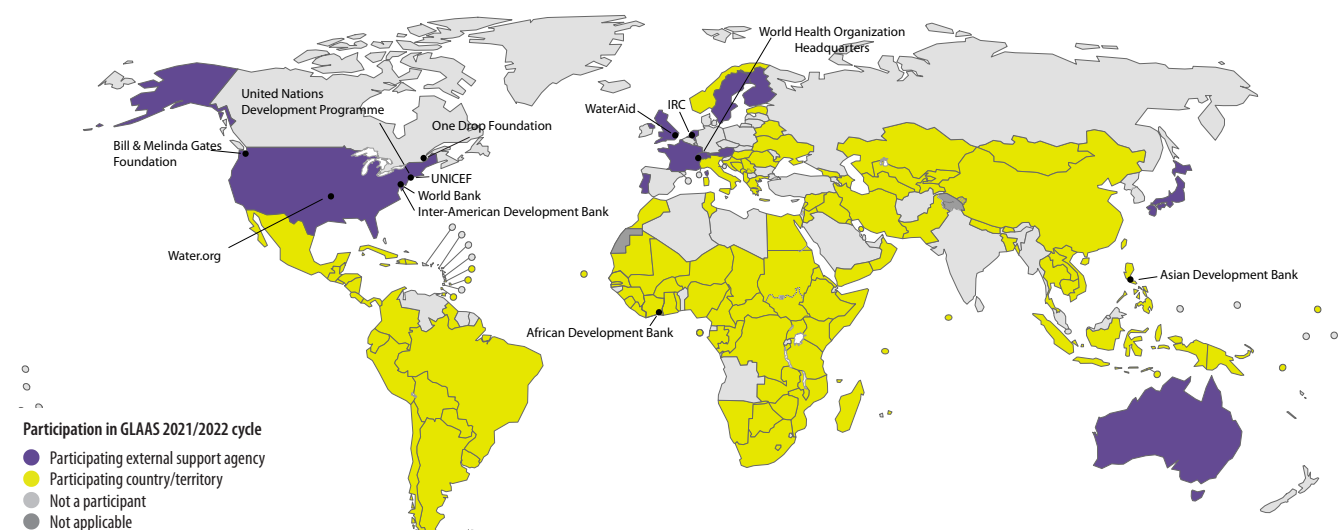 World Health Organization
Headquarters
United Nations
Development Programme
WaterAid
IRC
One Drop Foundation
Bill & Melinda Gates
Foundation
UNICEF
World Bank
Inter-American Development Bank
Water.org
Asian Development Bank
African Development Bank
Participation in GLAAS 2021/2022 cycle
Participating external support agency
Participating country/territory
Not a participant
Not applicable